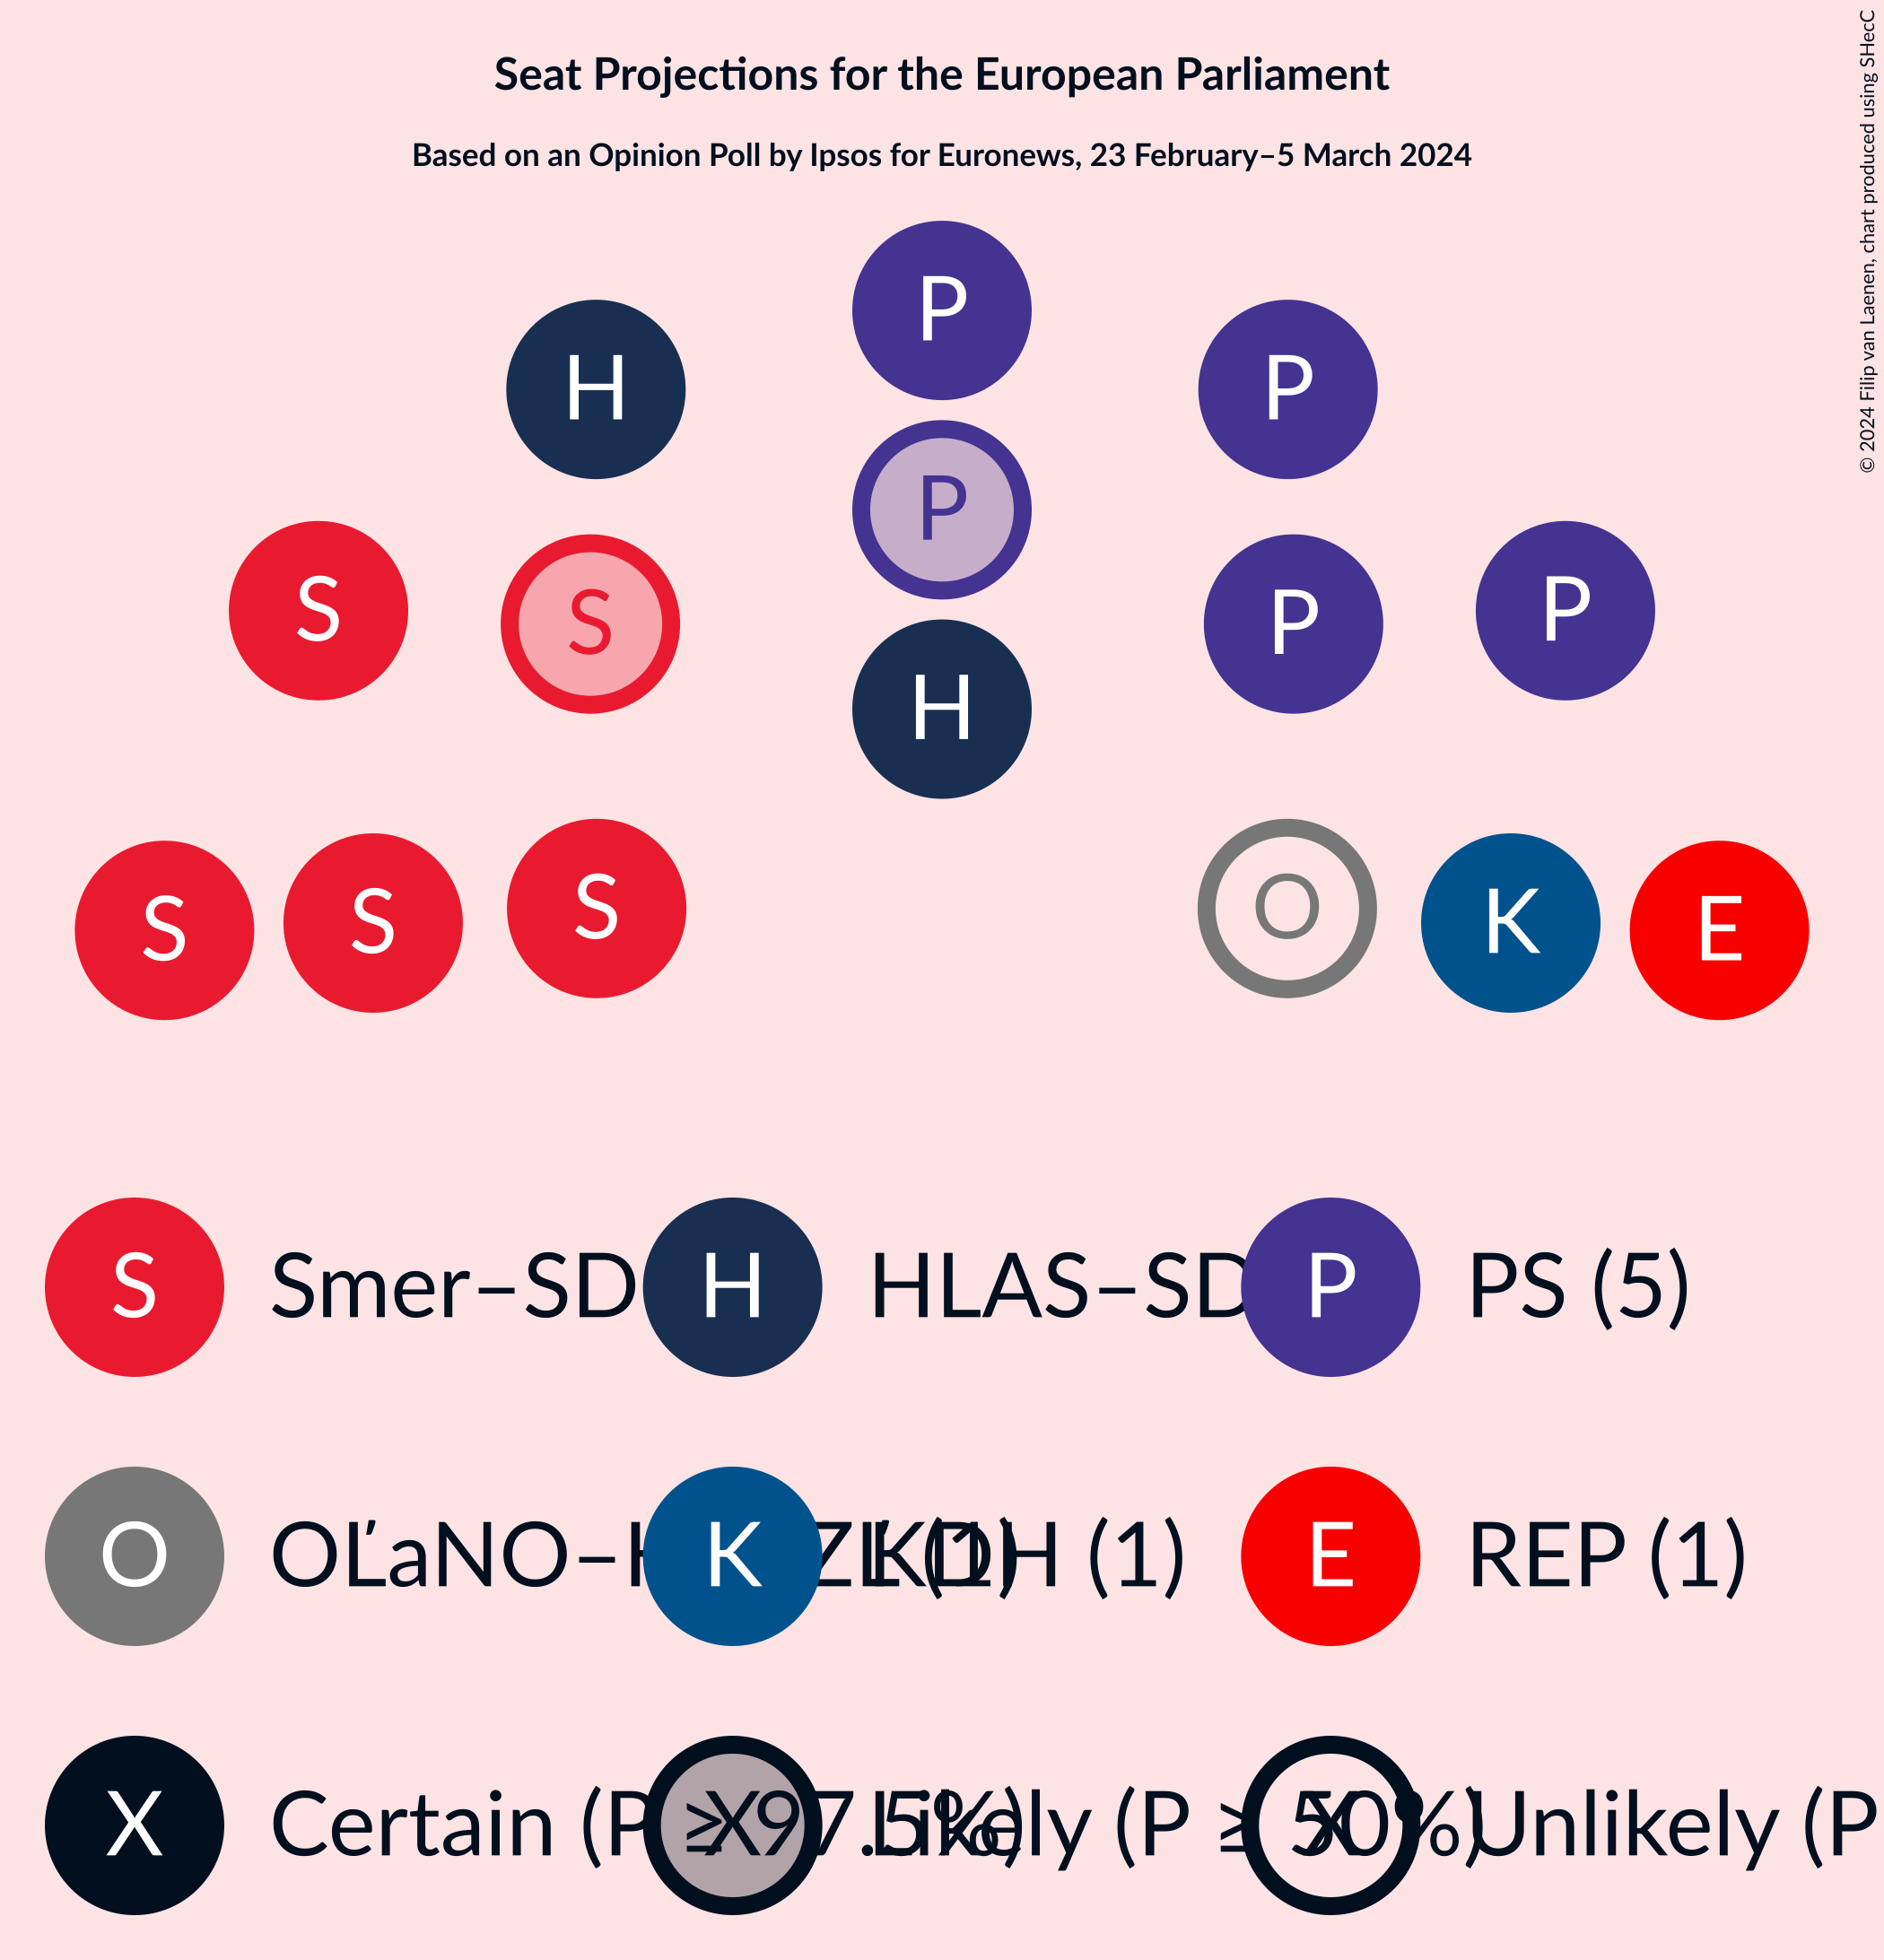 Seat Projections for the European Parliament
Based on an Opinion Poll by Ipsos for Euronews, 23 February–5 March 2024
© 2024 Filip van Laenen, chart produced using SHecC
P
H P P
P
S S P P
H
S S S O K E
S Smer–SD H HLAS–SD P PS (5)
O OĽaNO– K KDH (1) E REP (1)
X Certain (P ≥ 97.5%) X Likely (P ≥ 50%) X Unlikely (P